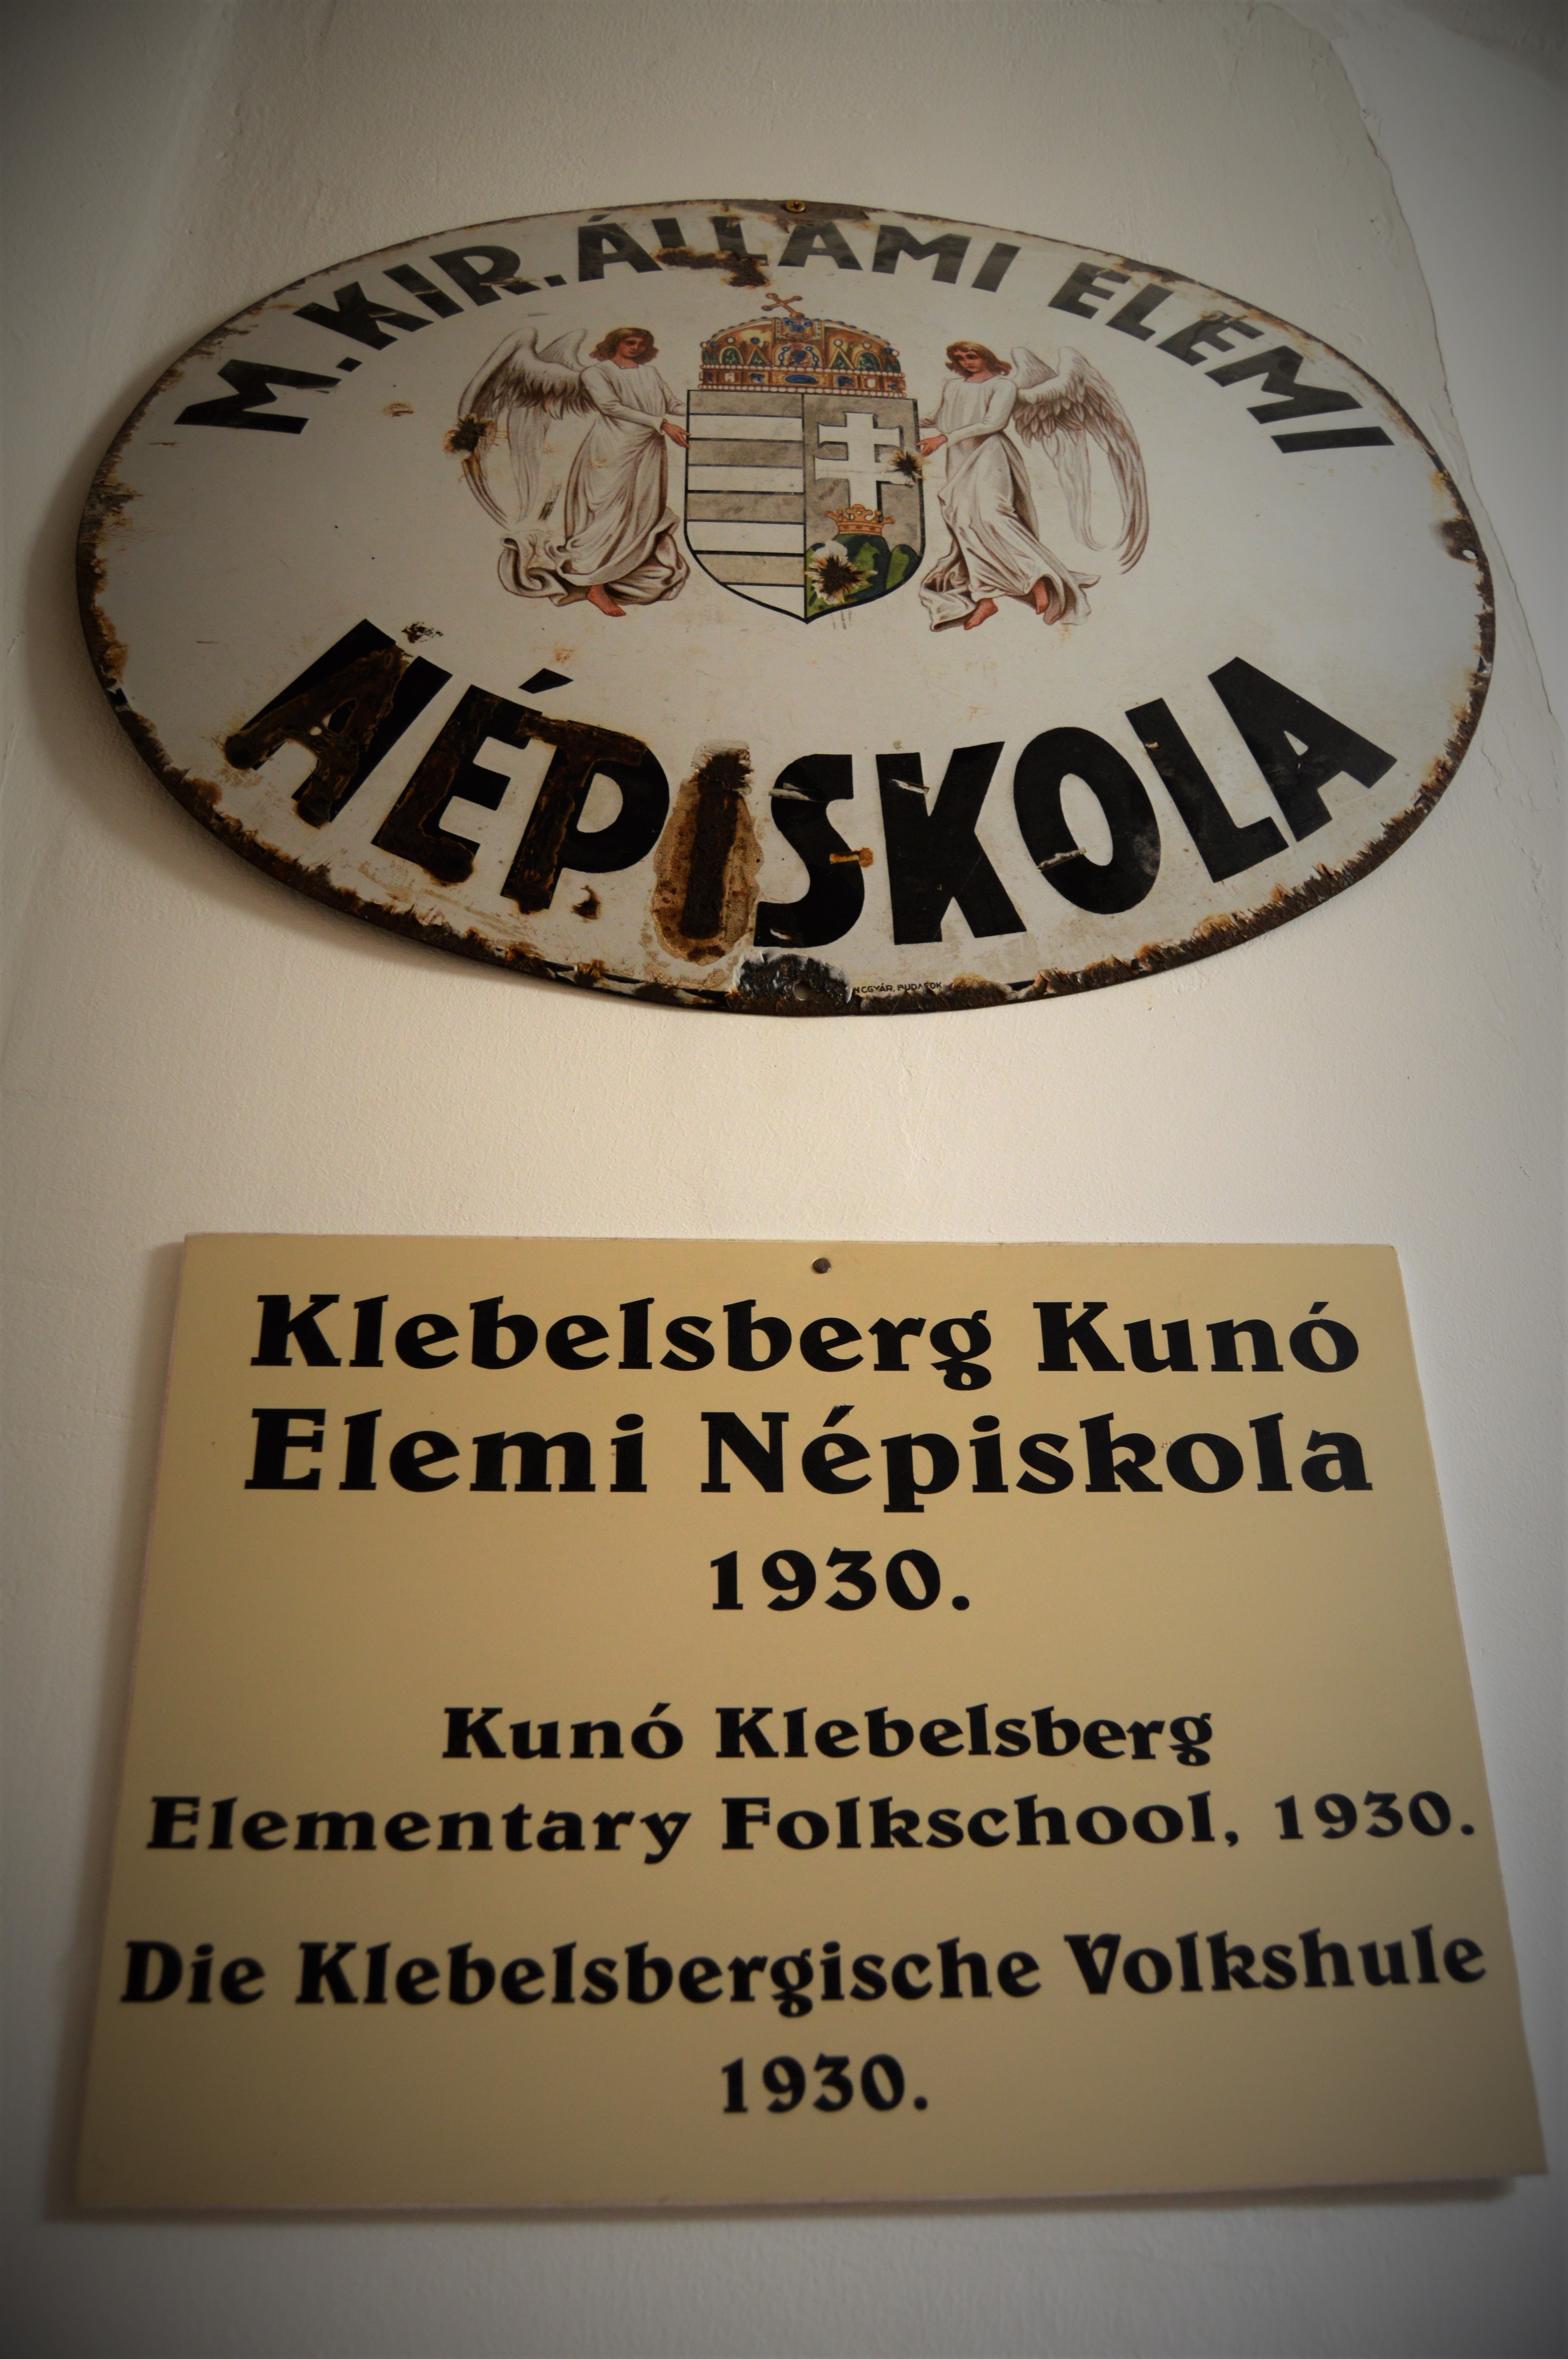 M. KIR. ÁLLAMI ELEMI
NÉPISKOLA
Klebelsberg Kunó
Elemi Népiskola
1930.
Kunó Klebelsberg
Elementary Folkschool, 1930.
Die Klebelsbergische Volkshule
1930.